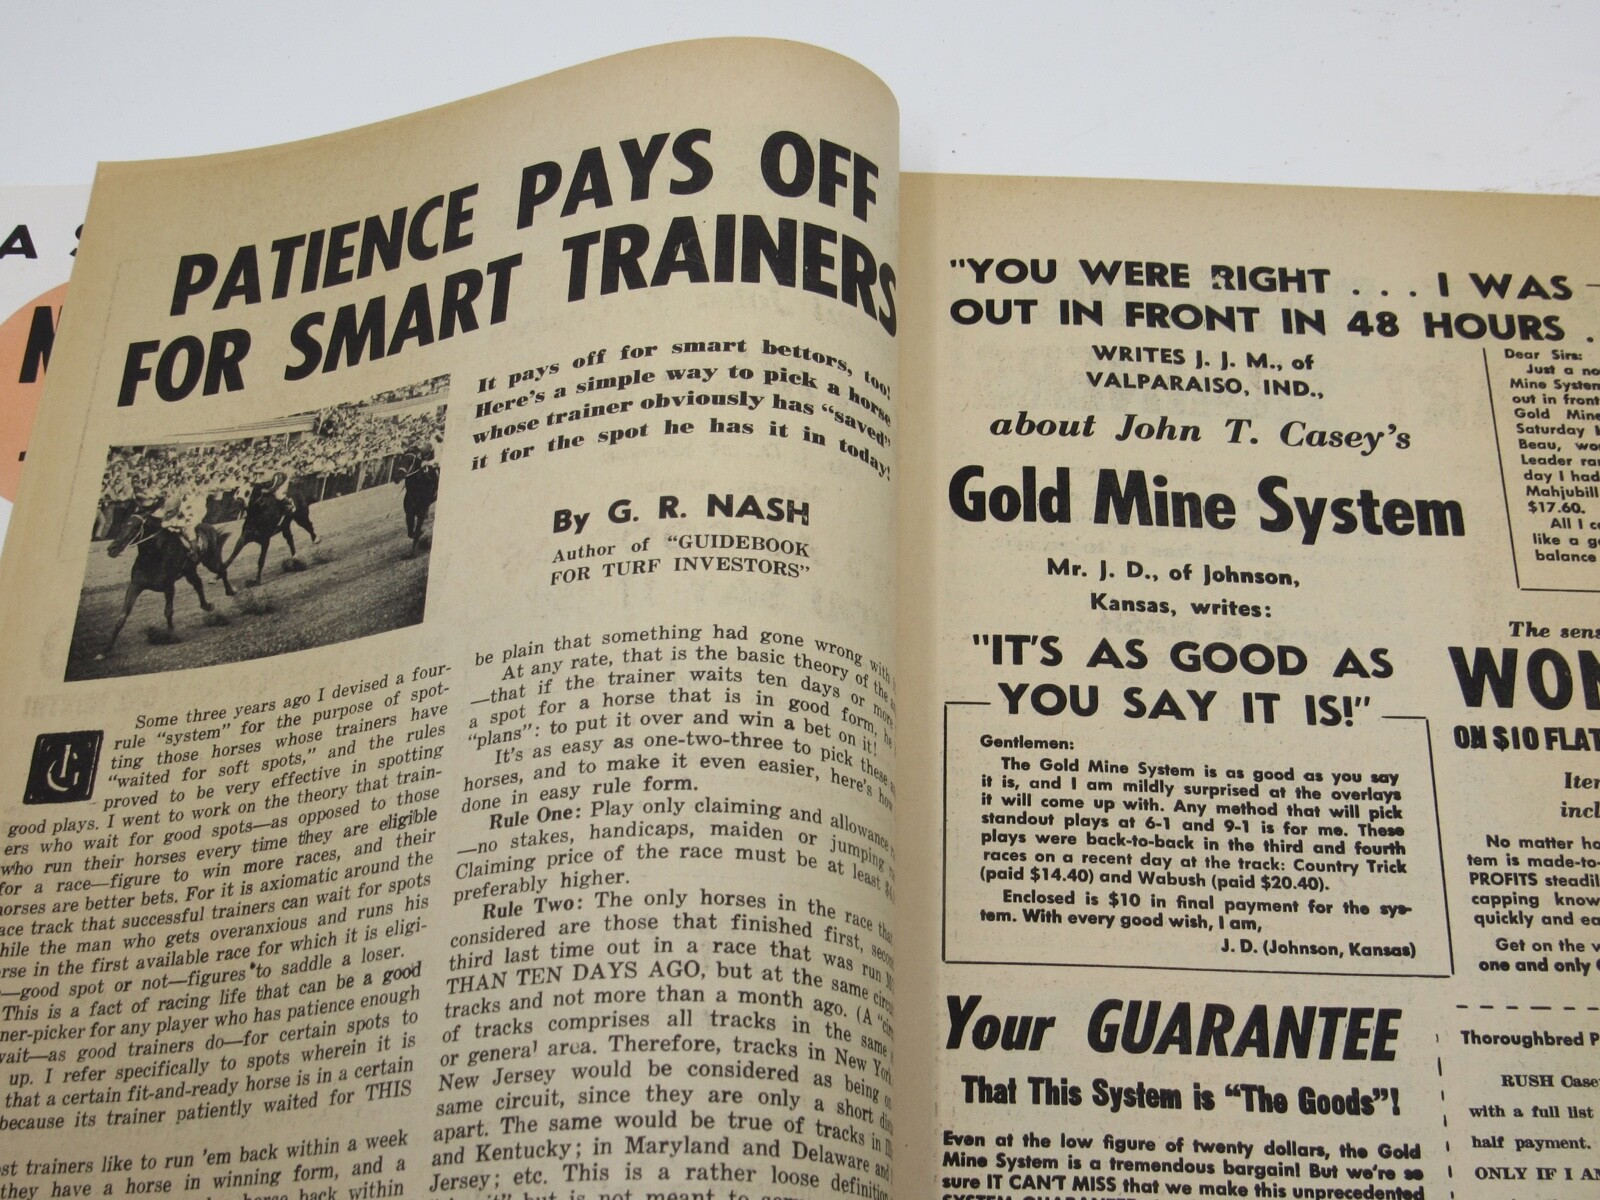 A
PATIENCE PAYS OFF
FOR SMART TRAINERS
It pays off for smart bettors, too!
Here's a simple way to pick a horse
whose trainer obviously has "saved"
it for the spot he has it in today!
By G. R. NASH
Author of "GUIDEBOOK
FOR TURF INVESTORS"
Some three years ago I devised a four-
rule "system" for the purpose of spot-
ting those horses whose trainers have
"waited for soft spots," and the rules
proved to be very effective in spotting
good plays. I went to work on the theory that train-
ers who wait for good spots—as opposed to those
who run their horses every time they are eligible
for a race—figure to win more races, and their
horses are better bets. For it is axiomatic around the
race track that successful trainers can wait for spots
while the man who gets overanxious and runs his
horse in the first available race for which it is eligi-
—good spot or not—figures to saddle a loser.
This is a fact of racing life that can be a good
ner-picker for any player who has patience enough
wait—as good trainers do—for certain spots to
up. I refer specifically to spots wherein it is
that a certain fit-and-ready horse is in a certain
because its trainer patiently waited for THIS
st trainers like to run 'em back within a week
they have a horse in winning form, and a
horse back within
be plain that something had gone wrong with
At any rate, that is the basic theory of the
—that if the trainer waits ten days or more
a spot for a horse that is in good form, he
"plans": to put it over and win a bet on it!
It's as easy as one-two-three to pick these
horses, and to make it even easier, here's how
done in easy rule form.
Rule One: Play only claiming and allowance
—no stakes, handicaps, maiden or jumping
Claiming price of the race must be at least
preferably higher.
Rule Two: The only horses in the race that
considered are those that finished first, second
third last time out in a race that was run
THAN TEN DAYS AGO, but at the same
tracks and not more than a month ago. (A
of tracks comprises all tracks in the same
or general area. Therefore, tracks in New York
New Jersey would be considered as being
same circuit, since they are only a short
apart. The same would be true of tracks in
and Kentucky; in Maryland and Delaware
Jersey; etc. This is a rather loose definition
but is not meant to
"YOU WERE RIGHT . . . I WAS
OUT IN FRONT IN 48 HOURS .
WRITES J. J. M., of
VALPARAISO, IND.,
about John T. Casey's
Gold Mine System
Mr. J. D., of Johnson,
Kansas, writes:
"IT'S AS GOOD AS
YOU SAY IT IS!"
Gentlemen:
The Gold Mine System is as good as you say
it is, and I am mildly surprised at the overlays
it will come up with. Any method that will pick
standout plays at 6-1 and 9-1 is for me. These
plays were back-to-back in the third and fourth
races on a recent day at the track: Country Trick
(paid $14.40) and Wabush (paid $20.40).
Enclosed is $10 in final payment for the sys-
tem. With every good wish, I am,
J. D. (Johnson, Kansas)
Your GUARANTEE
That This System is "The Goods"!
Even at the low figure of twenty dollars, the Gold
Mine System is a tremendous bargain! But we're so
sure IT CAN'T MISS that we make this unprecedented
Dear Sirs:
Just a no
Mine System
out in front
Gold Mine
Saturday
Beau, wo
Leader ra
day I had
Mahjubill
$17.60.
All I c
like a g
balance
The sens
WON
ON $10 FLAT
Iter
incl
No matter ho
tem is made-to-
PROFITS steadil
capping know
quickly and ea
Get on the
one and only
Thoroughbred P
RUSH Case
with a full list
half payment.
ONLY IF I A